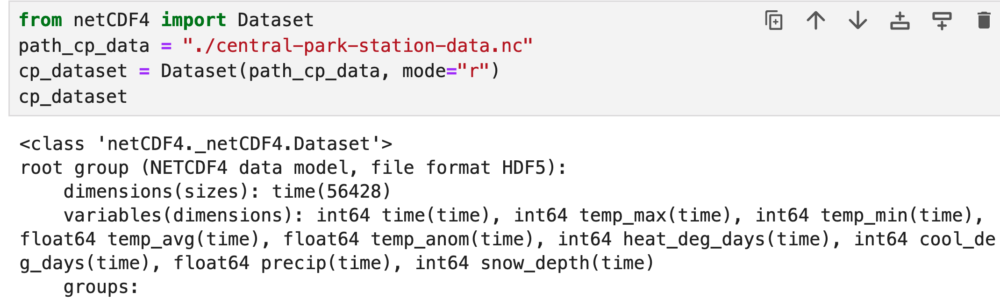 from netCDF4 import Dataset
path_cp_data = "./central-park-station-data.nc"
cp_dataset = Dataset(path_cp_data, mode="r")
cp_dataset
<class 'netCDF4._netCDF4.Dataset'>
root group (NETCDF4 data model, file format HDF5):
    dimensions(sizes): time(56428)
    variables(dimensions): int64 time(time), int64 temp_max(time), int64 temp_min(time),
float64 temp_avg(time), float64 temp_anom(time), int64 heat_deg_days(time), int64 cool_de
g_days(time), float64 precip(time), int64 snow_depth(time)
    groups: